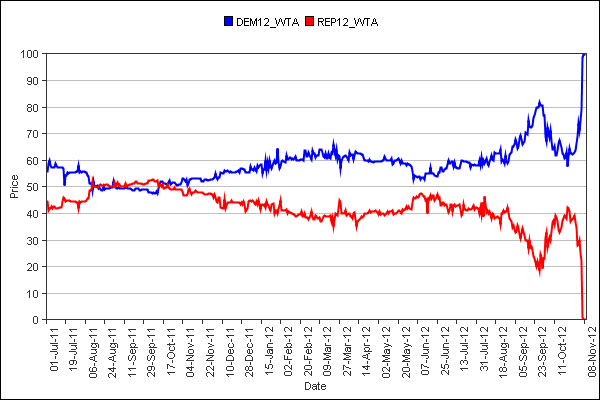 DEM12_WTA REP12_WTA
100
90
80
70
60
50
40
30
20
10
0
Price
01-Jul-11
19-Jul-11
06-Aug-11
24-Aug-11
11-Sep-11
29-Sep-11
17-Oct-11
04-Nov-11
22-Nov-11
10-Dec-11
28-Dec-11
15-Jan-12
02-Feb-12
20-Feb-12
09-Mar-12
27-Mar-12
14-Apr-12
02-May-12
20-May-12
07-Jun-12
25-Jun-12
13-Jul-12
31-Jul-12
18-Aug-12
05-Sep-12
23-Sep-12
11-Oct-12
08-Nov-12
Date